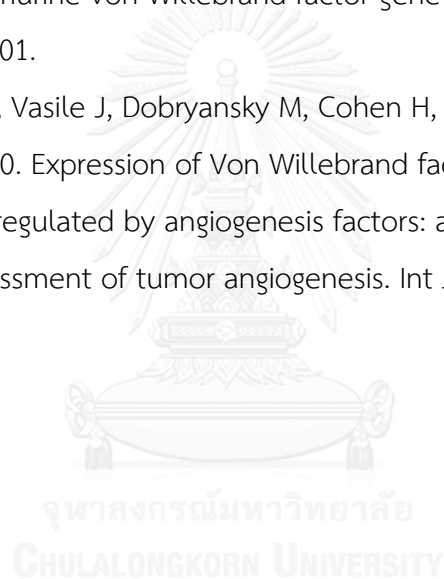 Von Willebrand factor gene
01.
Vasile J, Dobryansky M, Cohen H,
0. Expression of Von Willebrand fac
regulated by angiogenesis factors: a
essment of tumor angiogenesis. Int J
จุฬาลงกรณ์มหาวิทยาลัย
CHULALONGKORN UNIVERSITY